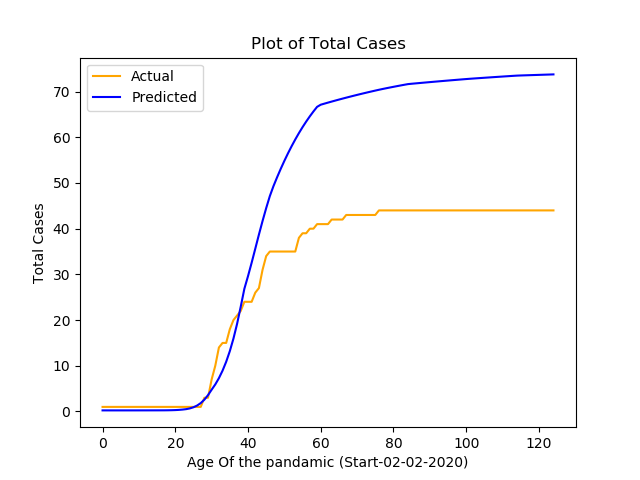 Plot of Total Cases
Actual
Predicted
Total Cases
70
60
50
40
30
20
10
0
0 20 40 60 80 100 120
Age Of the pandamic (Start-02-02-2020)